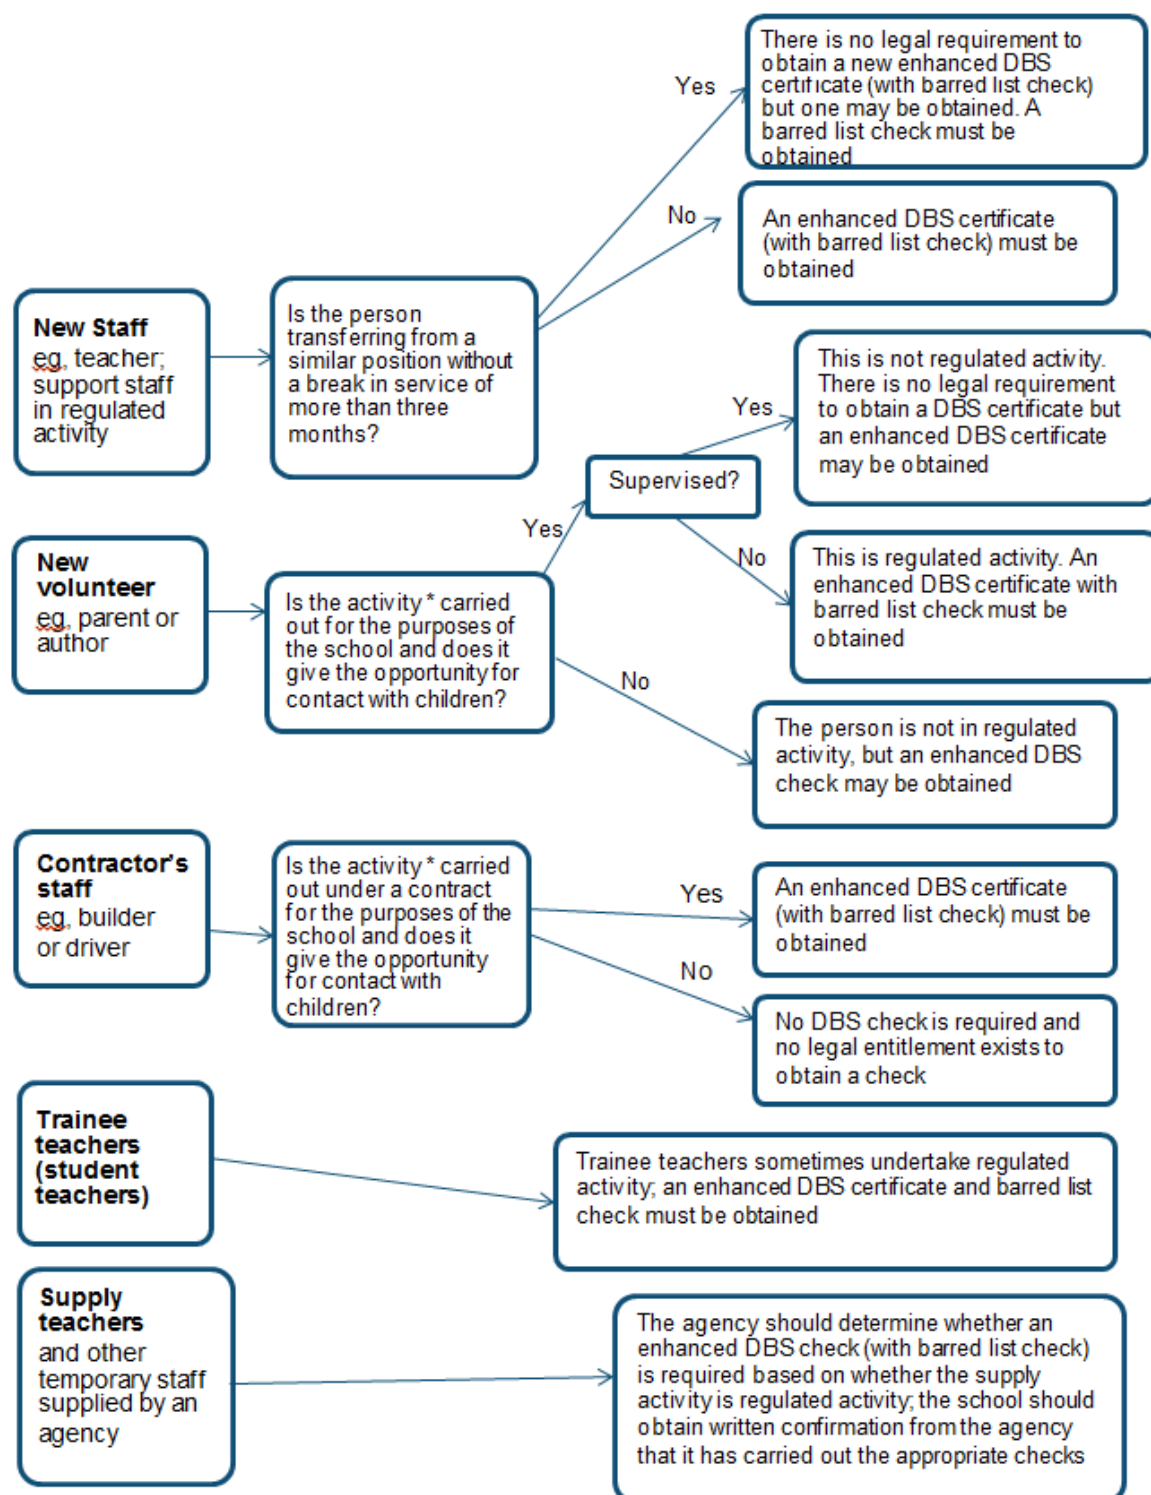 There is no legal requirement to
obtain a new enhanced DBS
certificate (with barred list check)
but one may be obtained. A
barred list check must be
obtained
Yes
No
An enhanced DBS certificate
(with barred list check) must be
obtained
New Staff
eg, teacher;
support staff
in regulated
activity
Is the person
transferring from a
similar position without
a break in service of
more than three
months?
This is not regulated activity.
There is no legal requirement
to obtain a DBS certificate but
an enhanced DBS certificate
may be obtained
Yes
Supervised?
Yes
No
This is regulated activity. An
enhanced DBS certificate with
barred list check must be
obtained
New
volunteer
eg, parent or
author
Is the activity * carried
out for the purposes of
the school and does it
give the opportunity for
contact with children?
No
The person is not in regulated
activity, but an enhanced DBS
check may be obtained
Contractor's
staff
eg, builder
or driver
Is the activity * carried
out under a contract
for the purposes of the
school and does it
give the opportunity
for contact with
children?
Yes
An enhanced DBS certificate
(with barred list check) must be
obtained
No
No DBS check is required and
no legal entitlement exists to
obtain a check
Trainee
teachers
(student
teachers)
Trainee teachers sometimes undertake regulated
activity; an enhanced DBS certificate and barred list
check must be obtained
Supply
teachers
and other
temporary staff
supplied by an
agency
The agency should determine whether an
enhanced DBS check (with barred list check)
is required based on whether the supply
activity is regulated activity; the school should
obtain written confirmation from the agency
that it has carried out the appropriate checks